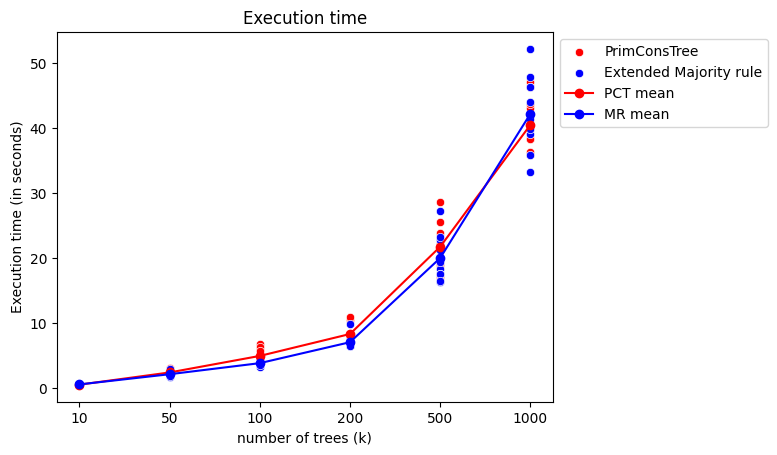 Execution time
PrimConsTree
Extended Majority rule
PCT mean
MR mean
Execution time (in seconds)
50
40
30
20
10
0
10 50 100 200 500 1000
number of trees (k)